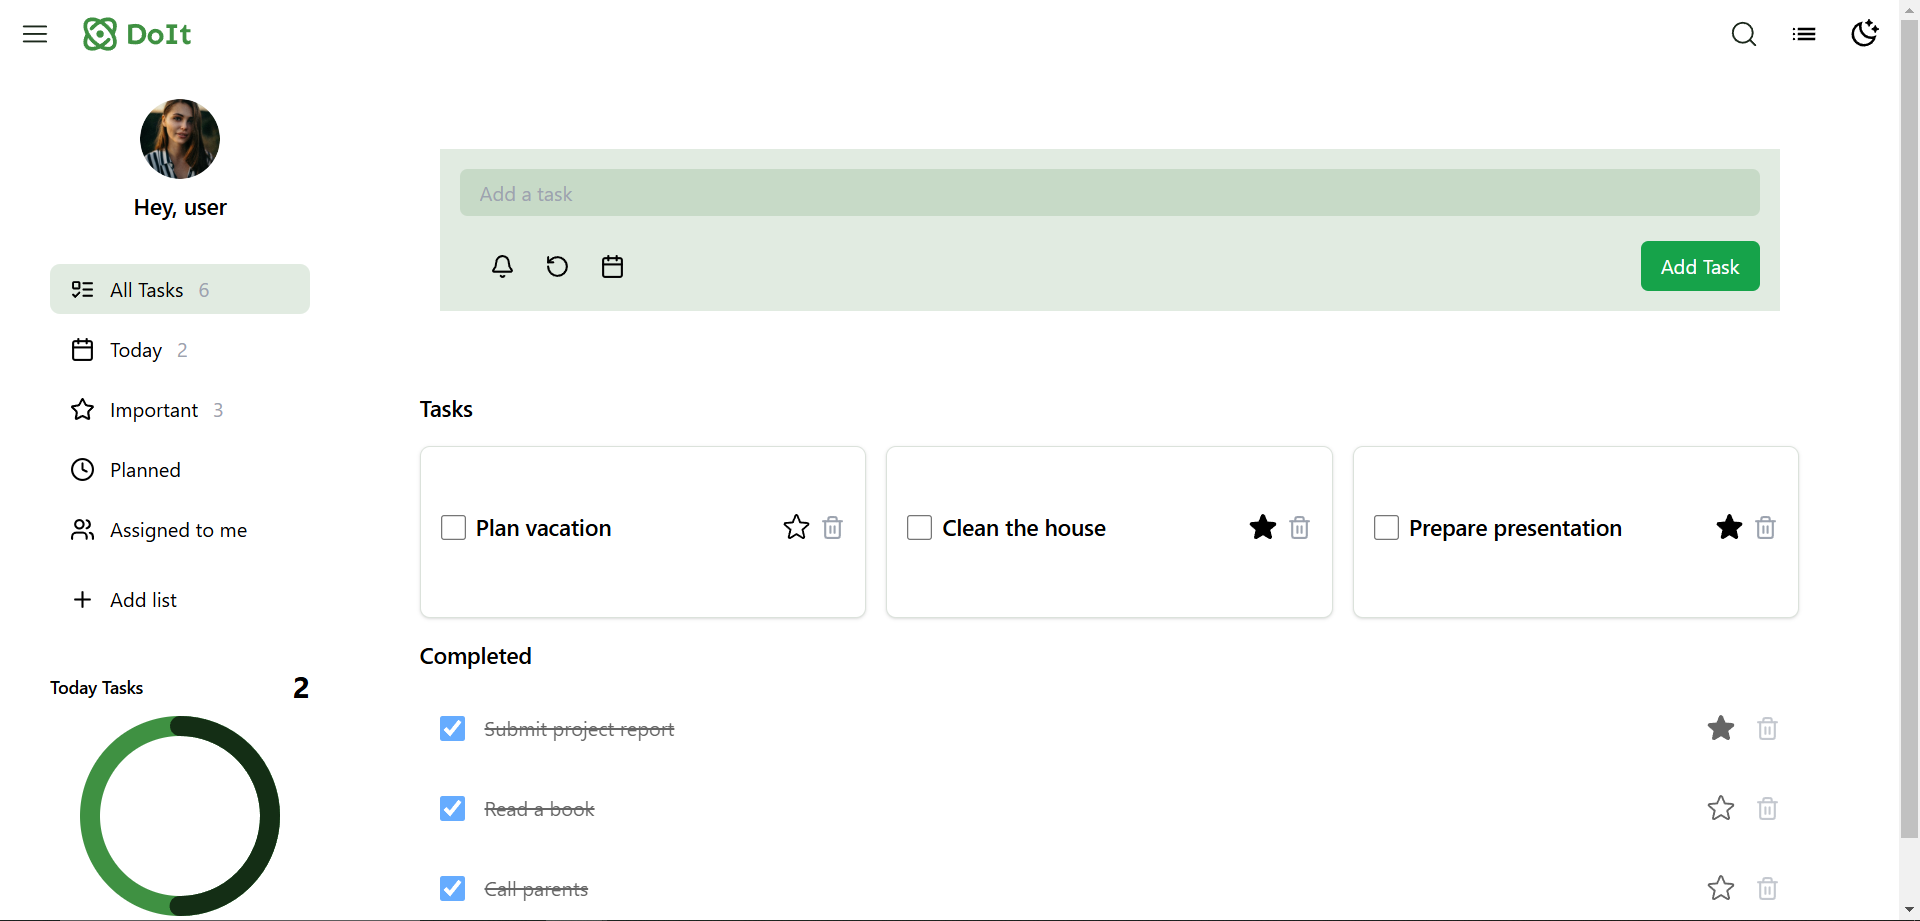 DoIt
Hey, user
All Tasks 6
Today 2
Important 3
Planned
Assigned to me
Add list
Today Tasks 2
Add a task
Add Task
Tasks
Plan vacation
Clean the house
Prepare presentation
Completed
Submit project report
Read a book
Call parents